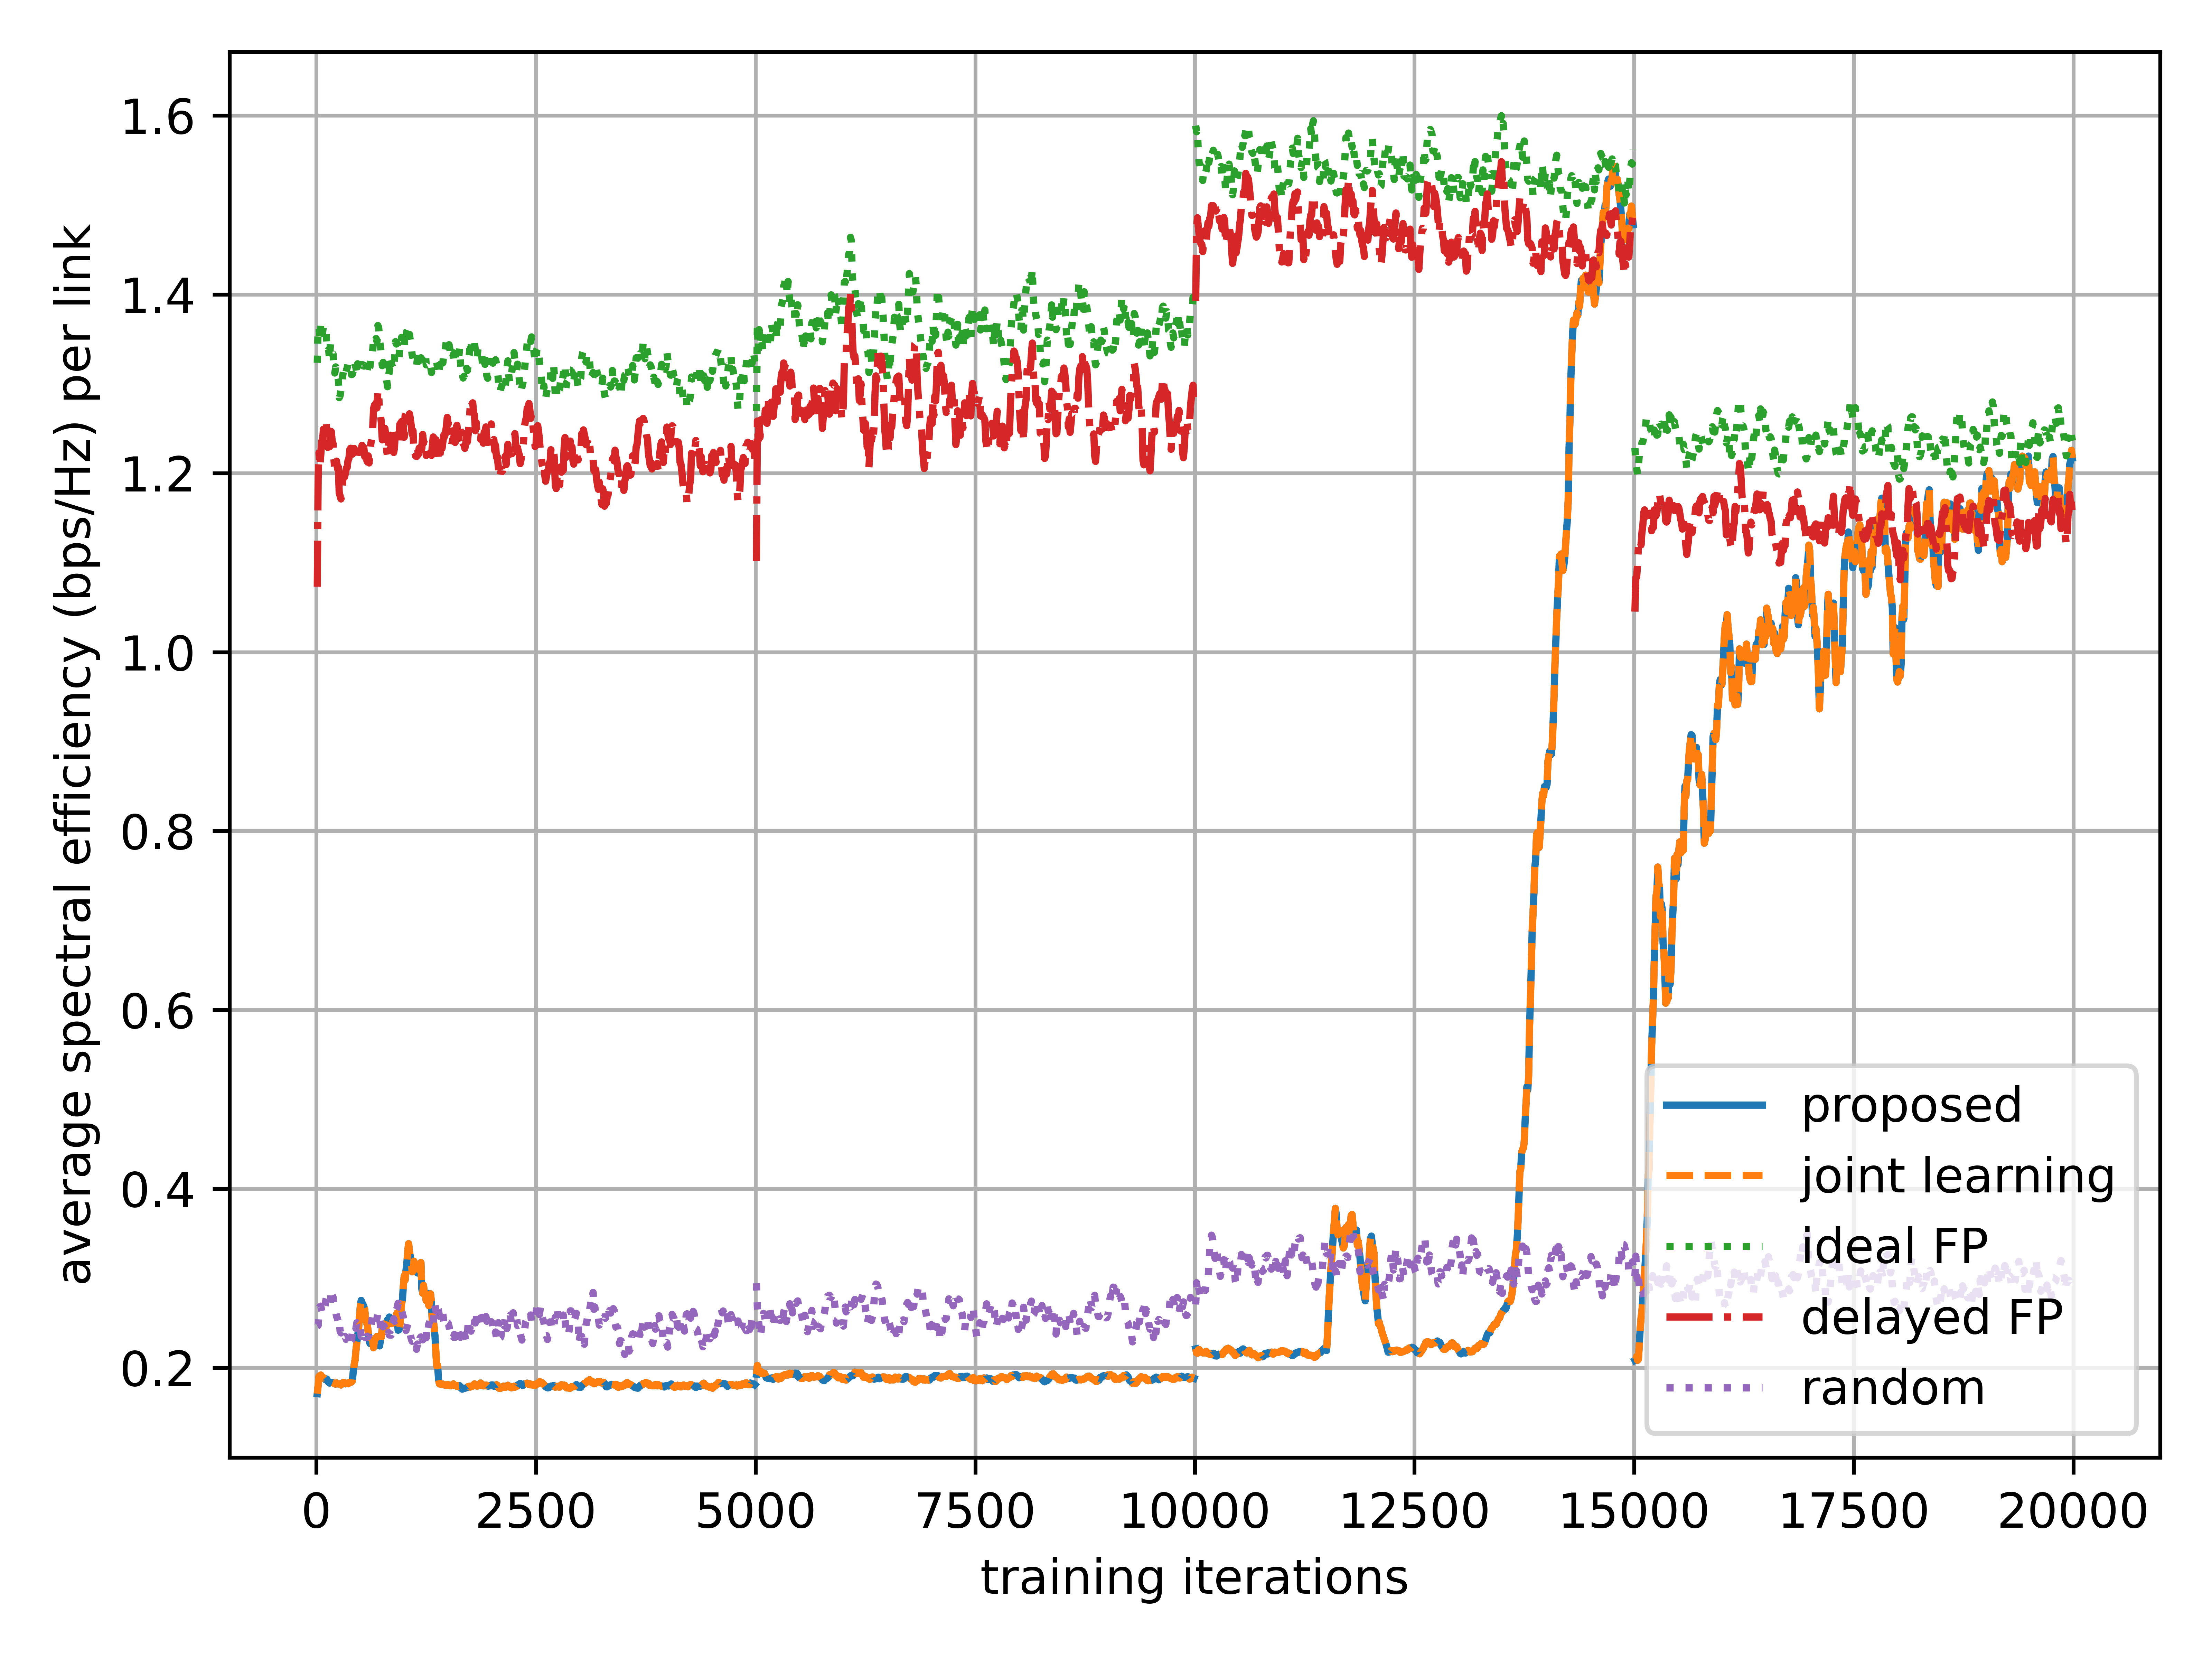 average spectral efficiency (bps/Hz) per link
1.6
1.4
1.2
1.0
0.8
0.6
0.4
0.2
proposed
joint learning
ideal FP
delayed FP
random
0 2500 5000 7500 10000 12500 15000 17500 20000
training iterations